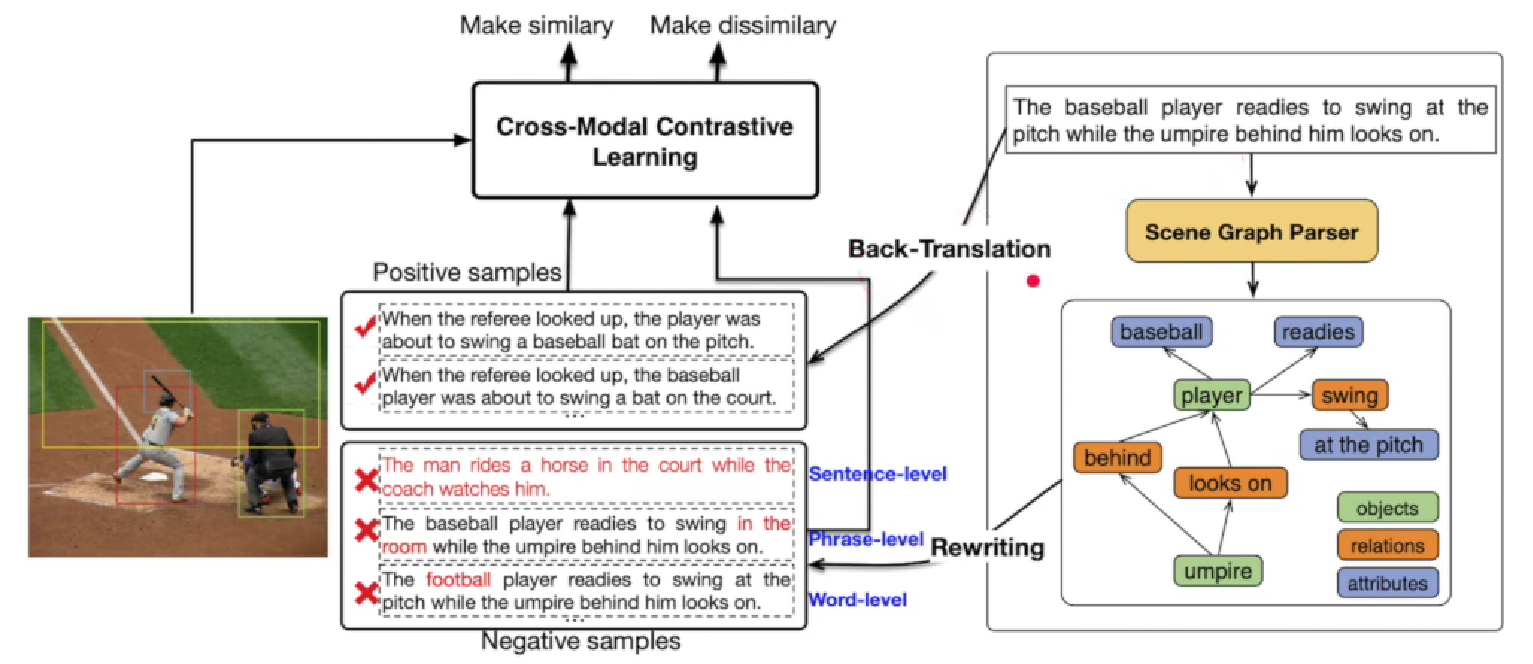 Make similary
Make dissimilary
Cross-Modal Contrastive
Learning
The baseball player readies to swing at the
pitch while the umpire behind him looks on.
Scene Graph Parser
Back-Translation
Positive samples
When the referee looked up, the player was
about to swing a baseball bat on the pitch.
When the referee looked up, the baseball
player was about to swing a bat on the court.
...
The man rides a horse in the court while the
coach watches him.
Sentence-level
The baseball player readies to swing in the
room while the umpire behind him looks on.
Phrase-level
The football player readies to swing at the
pitch while the umpire behind him looks on.
Word-level
...
Negative samples
Rewriting
baseball
readies
player
swing
at the pitch
behind
looks on
umpire
objects
relations
attributes